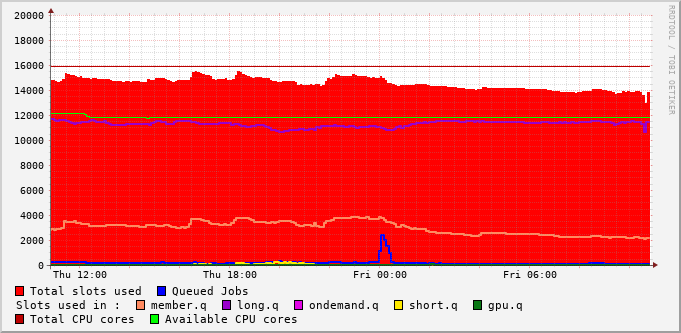 20000
18000
16000
14000
12000
10000
8000
6000
4000
2000
0
Thu 12:00 Thu 18:00 Fri 00:00 Fri 06:00
RRDTOOL / TOBI OETIKER
Total slots used Queued Jobs
Slots used in : member.q long.q ondemand.q short.q gpu.q
Total CPU cores Available CPU cores